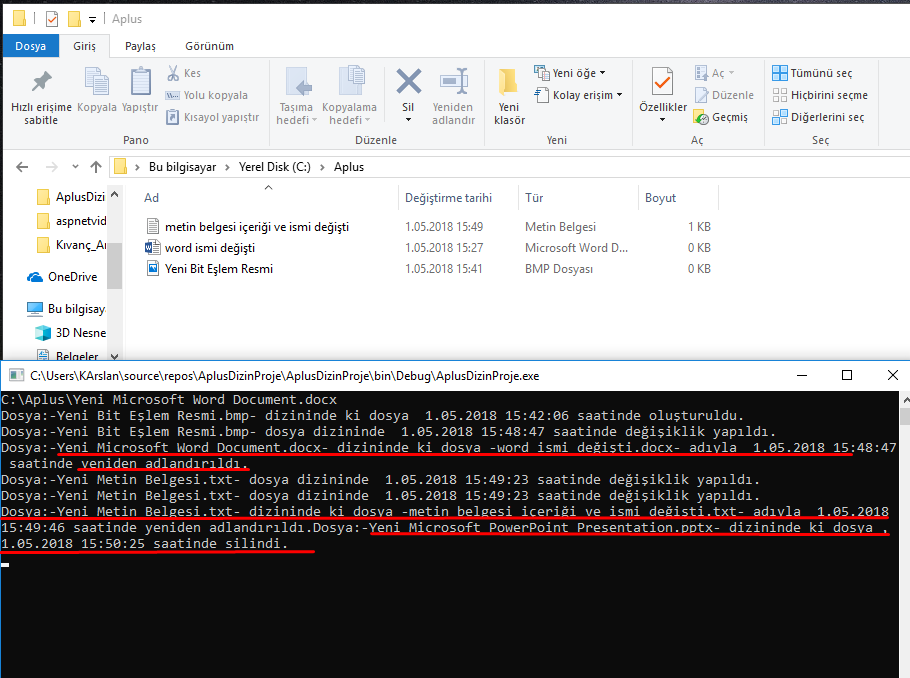 Aplus
Dosya Giriş Paylaş Görünüm
Hızlı erişime sabitle
Kopyala
Yapıştır
Kes
Yolu kopyala
Kısayol yapıştır
Pano
Taşıma hedefi
Kopyalama hedefi
Sil
Yeniden adlandır
Düzenle
Yeni klasör
Yeni öğe
Kolay erişim
Yeni
Özellikler
Aç
Düzenle
Geçmiş
Aç
Tümünü seç
Hiçbirini seçme
Diğerlerini seç
Seç
Bu bilgisayar > Yerel Disk (C:) > Aplus
AplusDizi
aspnetvid
Kıvanç_Ar
OneDrive
Bu bilgisaya
3D Nesne
Belgeler
Ad Değiştirme tarihi Tür Boyut
metin belgesi içeriği ve ismi değişti 1.05.2018 15:49 Metin Belgesi 1 KB
word ismi değişti 1.05.2018 15:27 Microsoft Word D... 0 KB
Yeni Bit Eşlem Resmi 1.05.2018 15:41 BMP Dosyası 0 KB
C:\Users\KArslan\source\repos\AplusDizinProje\AplusDizinProje\bin\Debug\AplusDizinProje.exe
C:\Aplus\Yeni Microsoft Word Document.docx
Dosya:-Yeni Bit Eşlem Resmi.bmp- dizininde ki dosya  1.05.2018 15:42:06 saatinde oluşturuldu.
Dosya:-Yeni Bit Eşlem Resmi.bmp- dosya dizininde  1.05.2018 15:48:47 saatinde değişiklik yapıldı.
Dosya:-Yeni Microsoft Word Document.docx- dizininde ki dosya -word ismi değişti.docx- adıyla  1.05.2018 15:48:47
saatinde yeniden adlandırıldı.
Dosya:-Yeni Metin Belgesi.txt- dosya dizininde  1.05.2018 15:49:23 saatinde değişiklik yapıldı.
Dosya:-Yeni Metin Belgesi.txt- dosya dizininde  1.05.2018 15:49:23 saatinde değişiklik yapıldı.
Dosya:-Yeni Metin Belgesi.txt- dizininde ki dosya -metin belgesi içeriği ve ismi değişti.txt- adıyla  1.05.2018
15:49:46 saatinde yeniden adlandırıldı.Dosya:-Yeni Microsoft PowerPoint Presentation.pptx- dizininde ki dosya ,
1.05.2018 15:50:25 saatinde silindi.